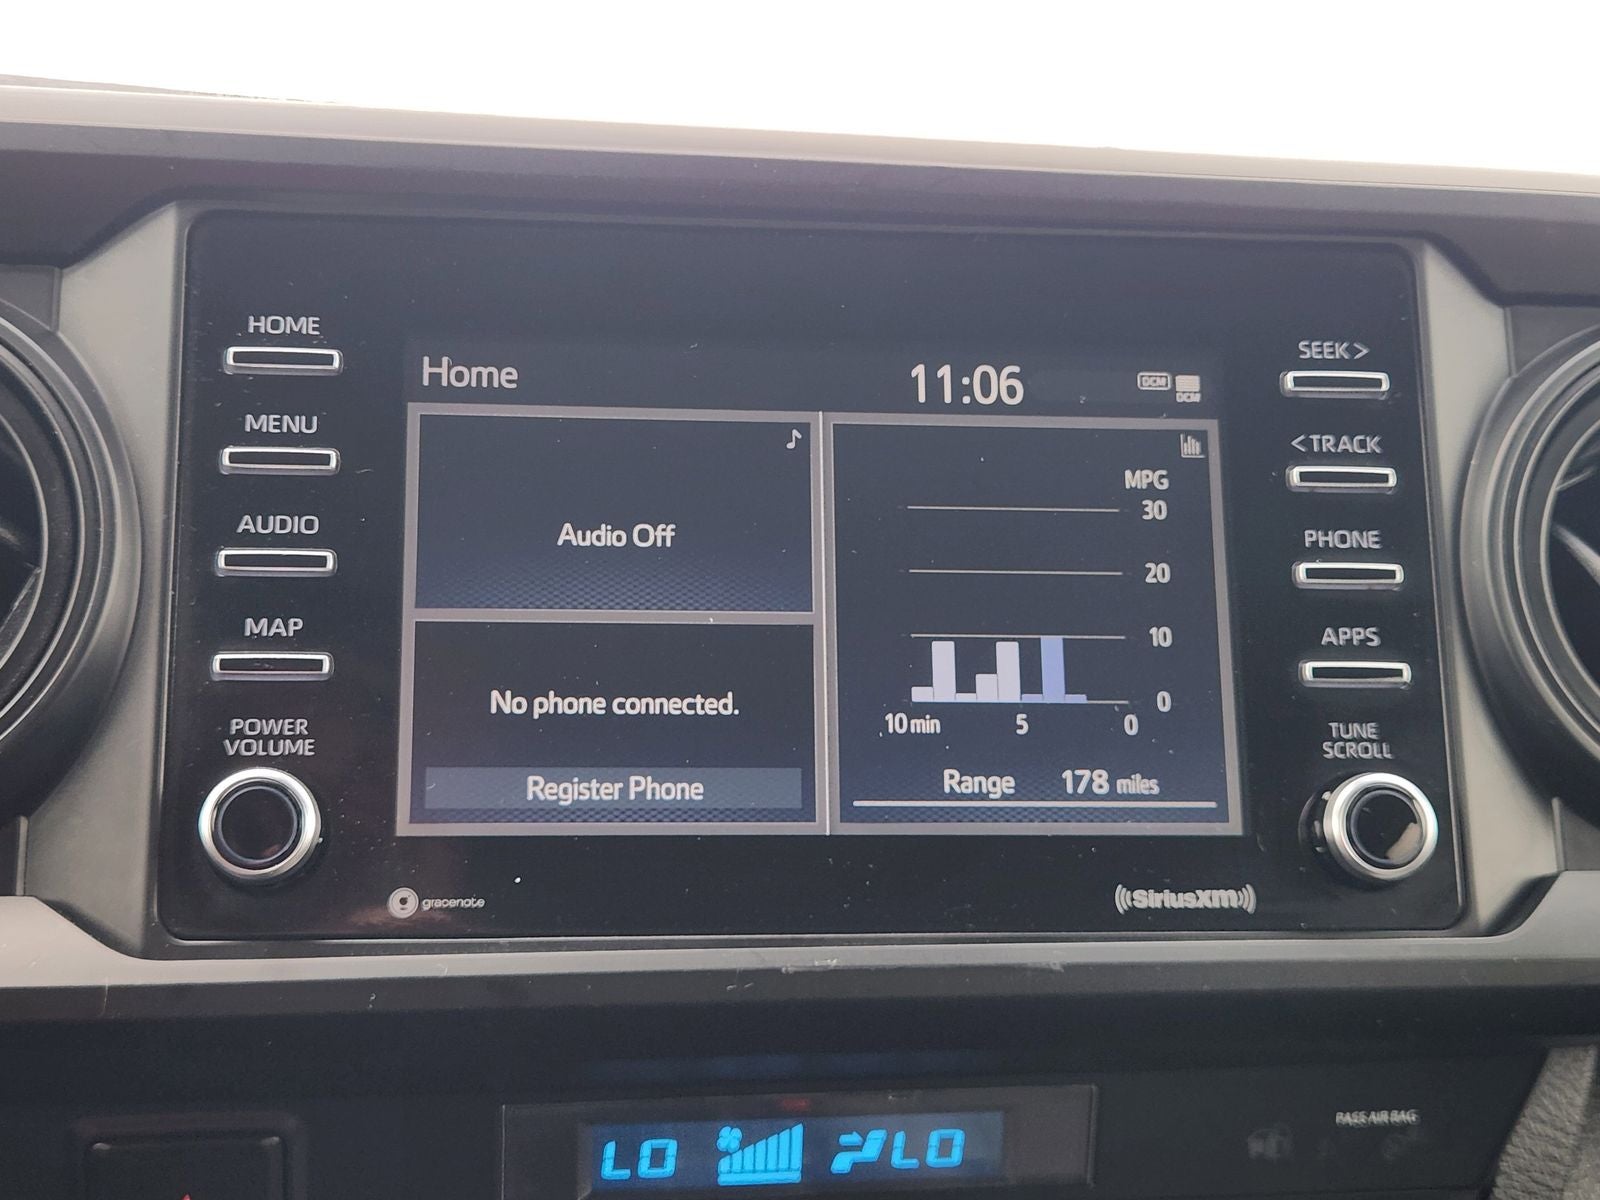 HOME
MENU
AUDIO
MAP
POWER
VOLUME
Home
11:06
DCM
DCM
Audio Off
No phone connected.
Register Phone
MPG
30
20
10
0
10 min 5 0
Range 178 miles
SEEK >
< TRACK
PHONE
APPS
TUNE
SCROLL
gracenote
((SiriusXM))
LO LO
PASS AIR BAG